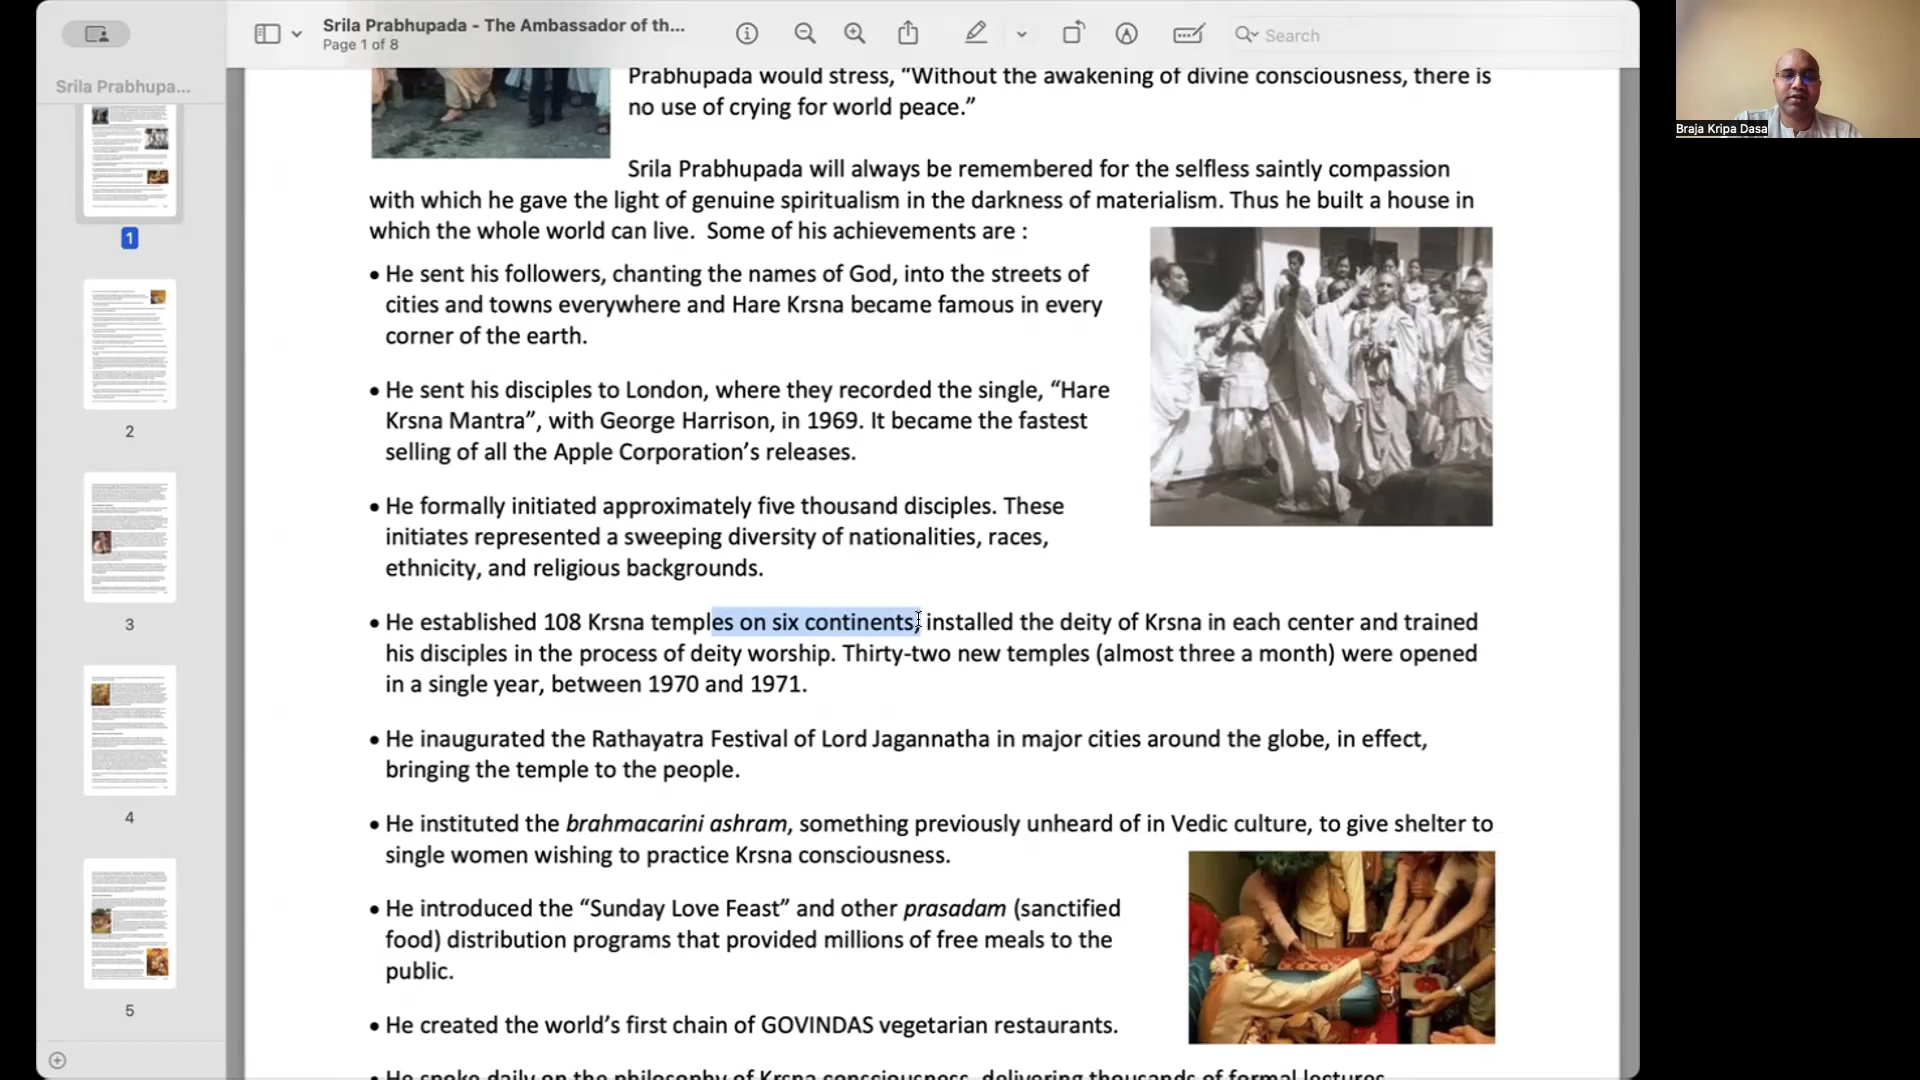 Srila Prabhupada - The Ambassador of th...
Page 1 of 8
Search
Srila Prabhupa...
1
2
3
4
5
Prabhupada would stress, “Without the awakening of divine consciousness, there is
no use of crying for world peace.”
Srila Prabhupada will always be remembered for the selfless saintly compassion
with which he gave the light of genuine spiritualism in the darkness of materialism. Thus he built a house in
which the whole world can live.  Some of his achievements are :
• He sent his followers, chanting the names of God, into the streets of
cities and towns everywhere and Hare Krsna became famous in every
corner of the earth.
• He sent his disciples to London, where they recorded the single, “Hare
Krsna Mantra”, with George Harrison, in 1969. It became the fastest
selling of all the Apple Corporation’s releases.
• He formally initiated approximately five thousand disciples. These
initiates represented a sweeping diversity of nationalities, races,
ethnicity, and religious backgrounds.
• He established 108 Krsna temples on six continents, installed the deity of Krsna in each center and trained
his disciples in the process of deity worship. Thirty-two new temples (almost three a month) were opened
in a single year, between 1970 and 1971.
• He inaugurated the Rathayatra Festival of Lord Jagannatha in major cities around the globe, in effect,
bringing the temple to the people.
• He instituted the brahmacarini ashram, something previously unheard of in Vedic culture, to give shelter to
single women wishing to practice Krsna consciousness.
• He introduced the “Sunday Love Feast” and other prasadam (sanctified
food) distribution programs that provided millions of free meals to the
public.
• He created the world’s first chain of GOVINDAS vegetarian restaurants.
• He spoke daily on the philosophy of Krsna consciousness, delivering thousands of formal lectures
Braja Kripa Dasa